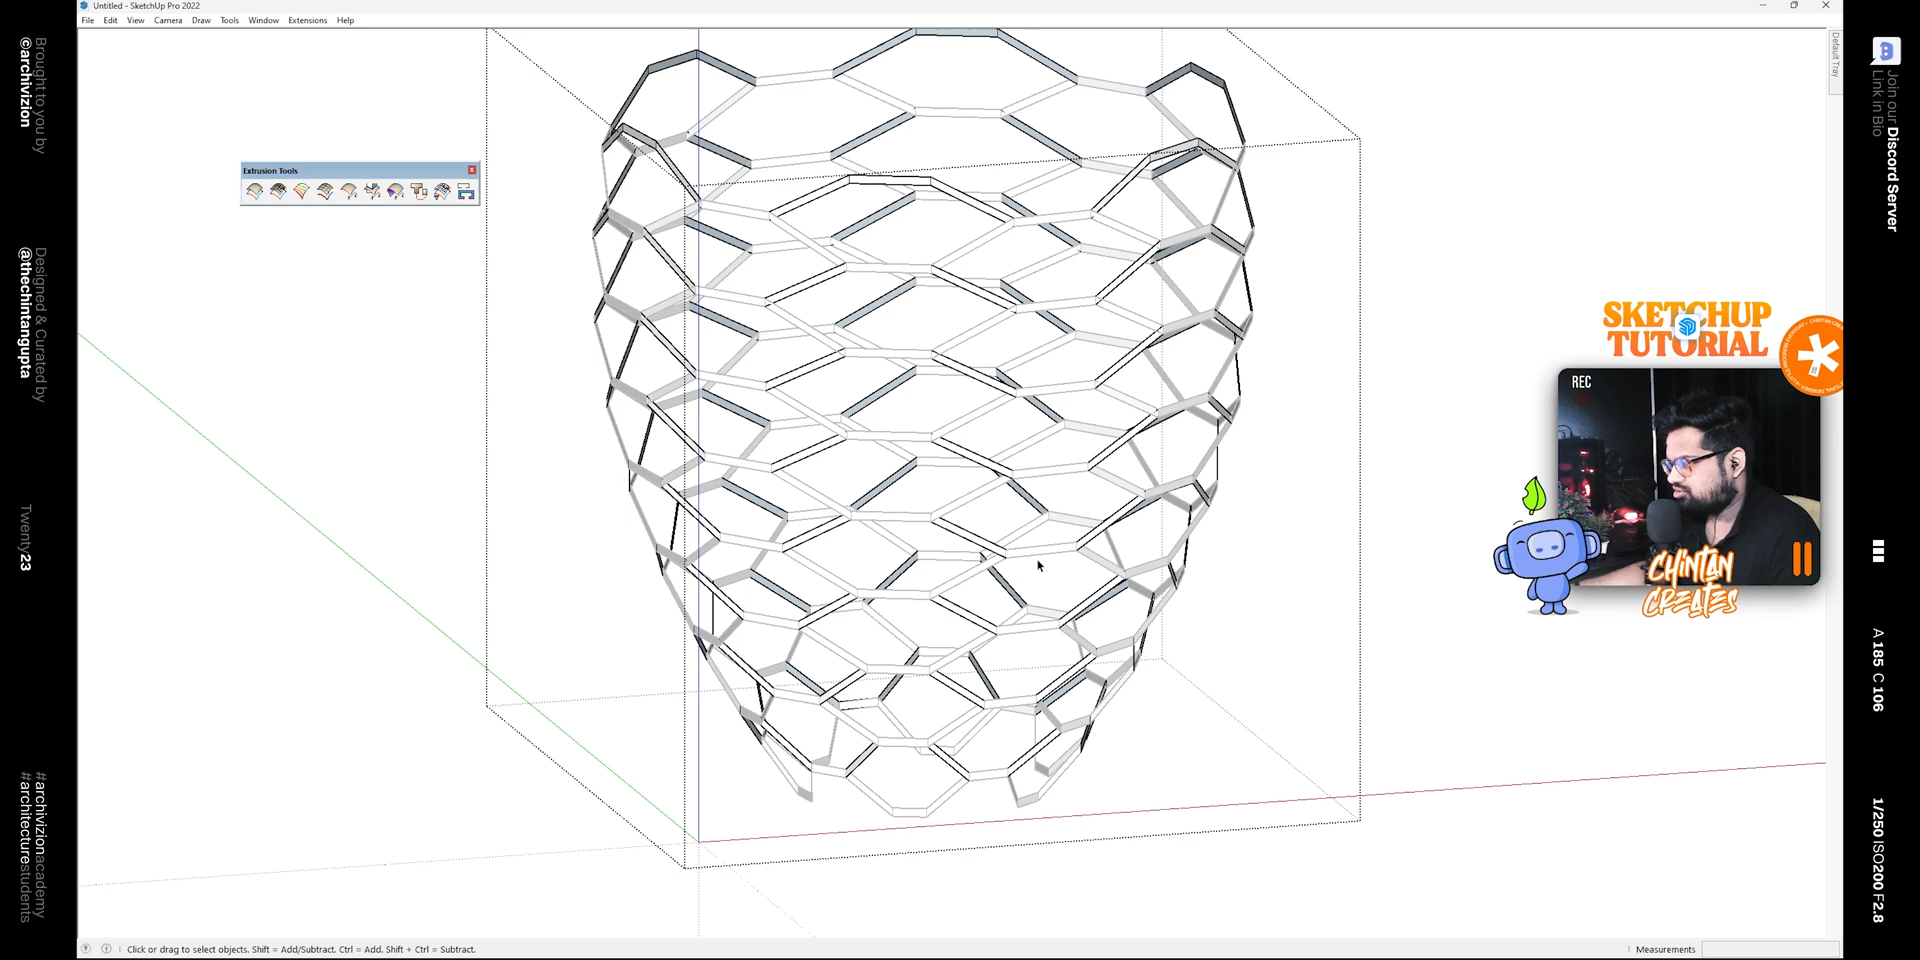 Untitled - SketchUp Pro 2022
File Edit View Camera Draw Tools Window Extensions Help
Default Tray
Extrusion Tools
Brought to you by
@archivizion
Designed & Curated by
@thechintangupta
Twenty23
#archivizionacademy
#architecturestudents
Join our Discord Server
Link in Bio
SKETCHUP
TUTORIAL
REC
CHINTAN
CREATES
A 185 C 106
1/250 ISO200 F2.8
Click or drag to select objects. Shift = Add/Subtract. Ctrl = Add. Shift + Ctrl = Subtract.
Measurements